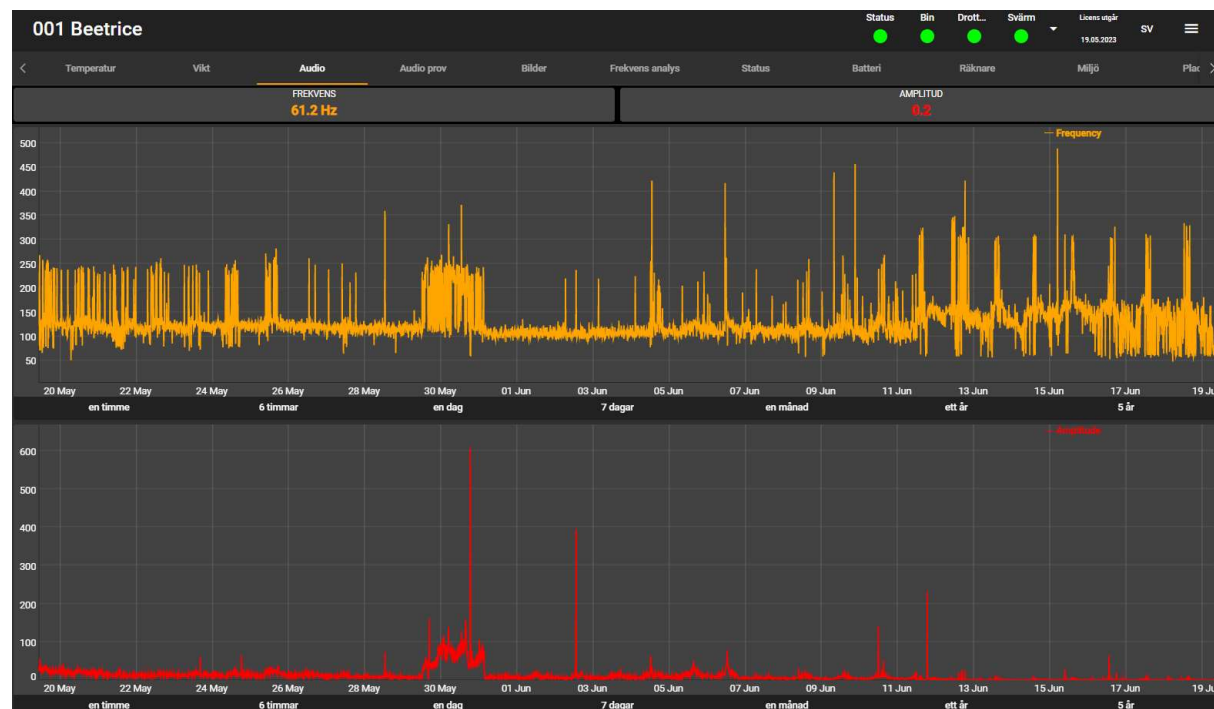 001 Beetrice
Status Bin Drott... Svärm Licens utgår SV
19.05.2023
Temperatur Vikt Audio Audio prov Bilder Frekvens analys Status Batteri Räknare Miljö Plac
FREKVENS AMPLITUD
61.2 Hz 0.2
Frequency
500
450
400
350
300
250
200
150
100
50
20 May 22 May 24 May 26 May 28 May 30 May 01 Jun 03 Jun 05 Jun 07 Jun 09 Jun 11 Jun 13 Jun 15 Jun 17 Jun 19 Ju
en timme 6 timmar en dag 7 dagar en månad ett år 5 år
Amplitude
600
500
400
300
200
100
0
20 May 22 May 24 May 26 May 28 May 30 May 01 Jun 03 Jun 05 Jun 07 Jun 09 Jun 11 Jun 13 Jun 15 Jun 17 Jun 19 Ju
en timme 6 timmar en dag 7 dagar en månad ett år 5 år